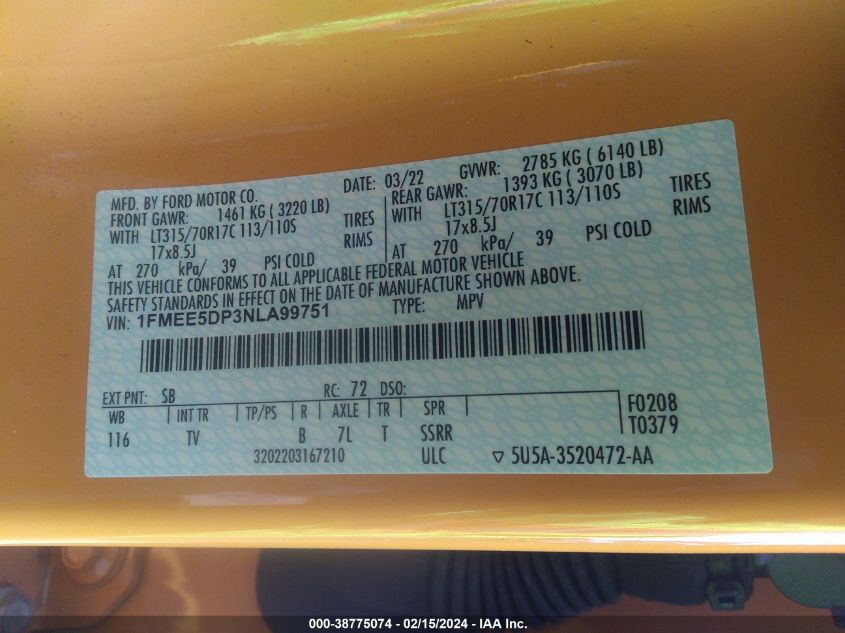 MFD. BY FORD MOTOR CO. DATE: 03/22 GVWR: 2785 KG ( 6140 LB)
FRONT GAWR: 1461 KG ( 3220 LB) REAR GAWR: 1393 KG ( 3070 LB)
WITH LT315/70R17C 113/110S TIRES WITH LT315/70R17C 113/110S TIRES
17x8.5J RIMS 17x8.5J RIMS
AT 270 kPa/ 39 PSI COLD AT 270 kPa/ 39 PSI COLD
THIS VEHICLE CONFORMS TO ALL APPLICABLE FEDERAL MOTOR VEHICLE
SAFETY STANDARDS IN EFFECT ON THE DATE OF MANUFACTURE SHOWN ABOVE.
VIN: 1FMEE5DP3NLA99751 TYPE: MPV
EXT PNT: SB RC: 72 DSO:
WB INT TR TP/PS R AXLE TR SPR F0208
116 TV B 7L T SSRR T0379
3202203167210 ULC ▽ 5U5A-3520472-AA
000-38775074 - 02/15/2024 - IAA Inc.